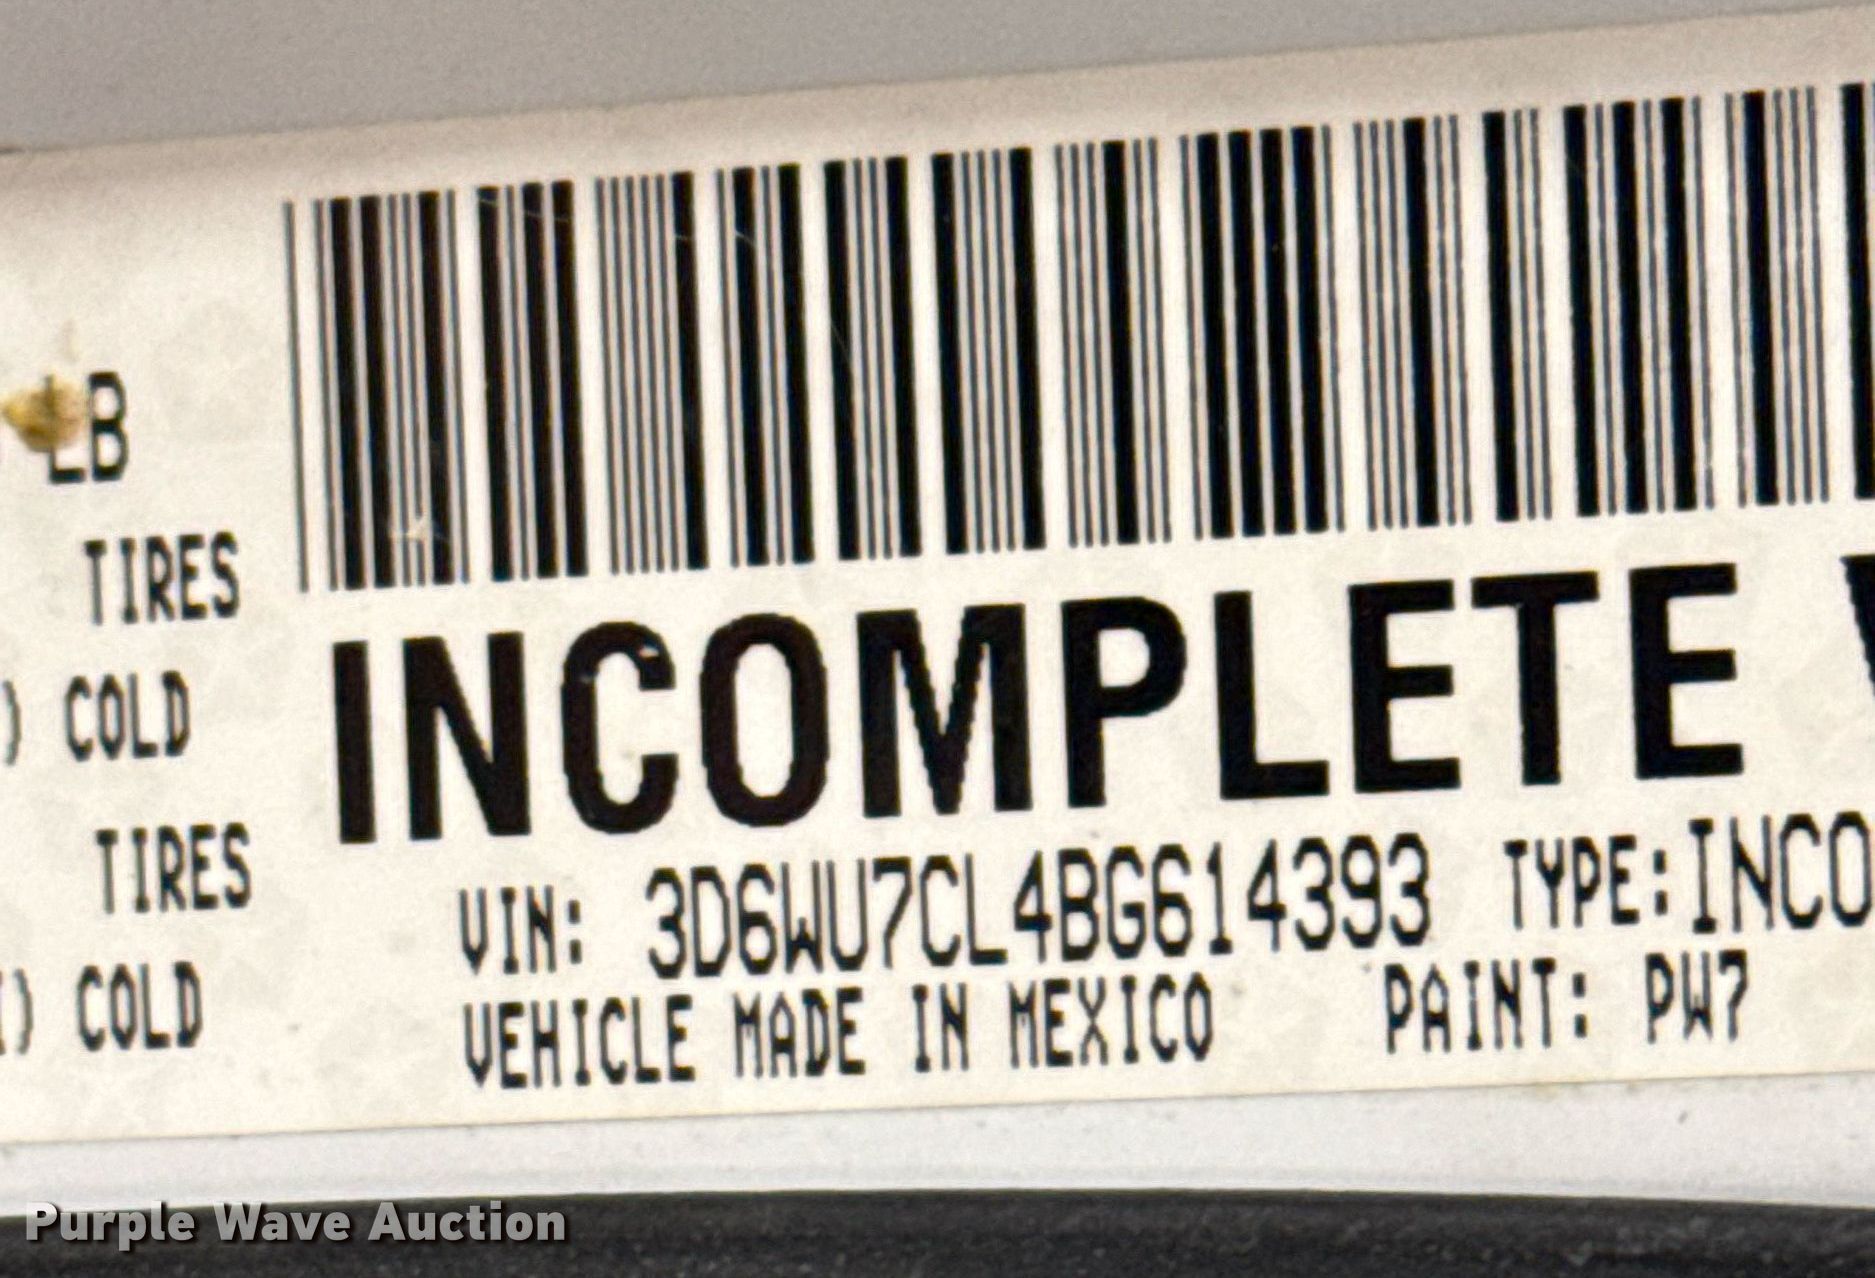 LB
TIRES
) COLD
TIRES
) COLD
INCOMPLETE
VIN: 3D6WU7CL4BG614393 TYPE:INCO
VEHICLE MADE IN MEXICO PAINT: PW7
Purple Wave Auction